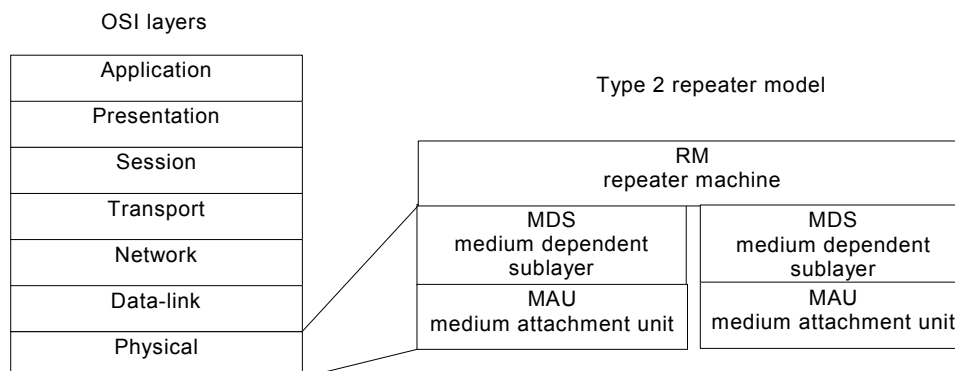 OSI layers
Application
Presentation
Session
Transport
Network
Data-link
Physical
Type 2 repeater model
RM
repeater machine
MDS
medium dependent
sublayer
MAU
medium attachment unit
MDS
medium dependent
sublayer
MAU
medium attachment unit